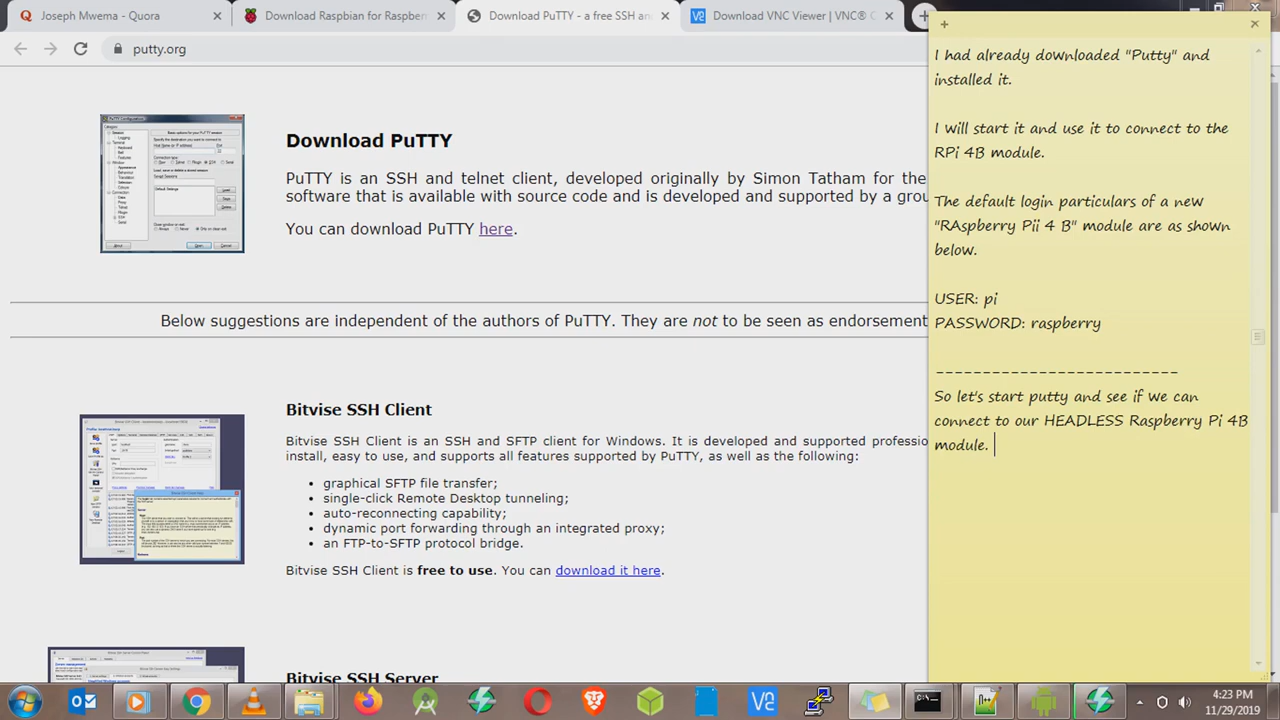 Joseph Mwema - Quora
Download Raspbian for Raspber
Download PuTTY - a free SSH an
Download VNC Viewer | VNC® C
putty.org
Download PuTTY
PuTTY is an SSH and telnet client, developed originally by Simon Tatham for the
software that is available with source code and is developed and supported by a grou
You can download PuTTY here.
Below suggestions are independent of the authors of PuTTY. They are not to be seen as endorsement
Bitvise SSH Client
Bitvise SSH Client is an SSH and SFTP client for Windows. It is developed and supported professio
install, easy to use, and supports all features supported by PuTTY, as well as the following:
• graphical SFTP file transfer;
• single-click Remote Desktop tunneling;
• auto-reconnecting capability;
• dynamic port forwarding through an integrated proxy;
• an FTP-to-SFTP protocol bridge.
Bitvise SSH Client is free to use. You can download it here.
Bitvise SSH Server
I had already downloaded "Putty" and
installed it.
I will start it and use it to connect to the
RPi 4B module.
The default login particulars of a new
"RAspberry Pii 4 B" module are as shown
below.
USER: pi
PASSWORD: raspberry
--------------------------
So let's start putty and see if we can
connect to our HEADLESS Raspberry Pi 4B
module.
4:23 PM
11/29/2019